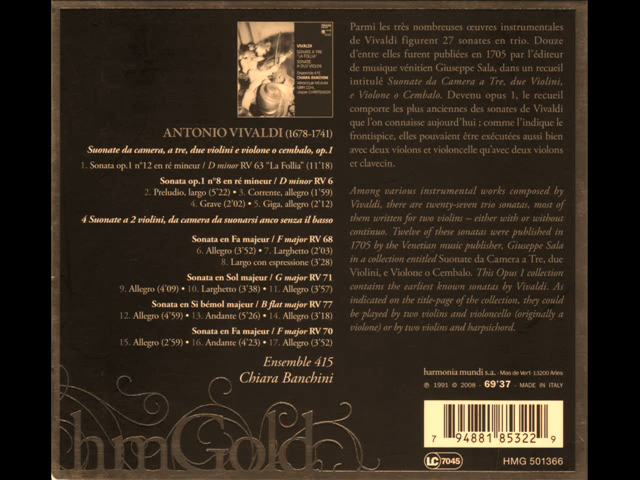 VIVALDI
SONATE A TRE
"LA FOLLIA"
SONATE
A DUE VIOLINI
CHIARA BANCHINI
ANTONIO VIVALDI (1678-1741)
Suonate da camera, a tre, due violini e violone o cembalo, op.1
1. Sonata op.1 n°12 en ré mineur / D minor RV 63 "La Follia" (11'18)
Sonata op.1 n°8 en ré mineur / D minor RV 6
2. Preludio, largo (5'22) • 3. Corrente, allegro (1'59)
4. Grave (2'02) • 5. Giga, allegro (2'12)
4 Suonate a 2 violini, da camera da suonarsi anco senza il basso
Sonata en Fa majeur / F major RV 68
6. Allegro (3'52) • 7. Larghetto (2'03)
8. Largo con espressione (3'28)
Sonata en Sol majeur / G major RV 71
9. Allegro (4'09) • 10. Larghetto (3'38) • 11. Allegro (3'57)
Sonata en Si bémol majeur / B flat major RV 77
12. Allegro (4'59) • 13. Andante (5'26) • 14. Allegro (3'18)
Sonata en Fa majeur / F major RV 70
15. Allegro (2'59) • 16. Andante (4'23) • 17. Allegro (3'52)
Ensemble 415
Chiara Banchini
Parmi les très nombreuses œuvres instrumentales
de Vivaldi figurent 27 sonates en trio. Douze
d'entre elles furent publiées en 1705 par l'éditeur
de musique vénitien Giuseppe Sala, dans un recueil
intitulé Suonate da Camera a Tre, due Violini,
e Violone o Cembalo. Devenu opus 1, le recueil
comporte les plus anciennes des sonates de Vivaldi
que l'on connaisse aujourd'hui ; comme l'indique le
frontispice, elles pouvaient être exécutées aussi bien
avec deux violons et violoncelle qu'avec deux violons
et clavecin.
Among various instrumental works composed by
Vivaldi, there are twenty-seven trio sonatas, most
of them written for two violins – either with or without
continuo. Twelve of these sonatas were published in
1705 by the Venetian music publisher, Giuseppe Sala
in a collection entitled Suonate da Camera a Tre, due
Violini, e Violone o Cembalo. This Opus 1 collection
contains the earliest known sonatas by Vivaldi. As
indicated on the title-page of the collection, they could
be played by two violins and violoncello (originally a
violone) or by two violins and harpsichord.
harmonia mundi s.a. - Mas de Vert-13200 Arles
℗ 1991 © 2008 - 69'37 - MADE IN ITALY
hmGold
7 94881 85322 9
LC 7045
HMG 501366